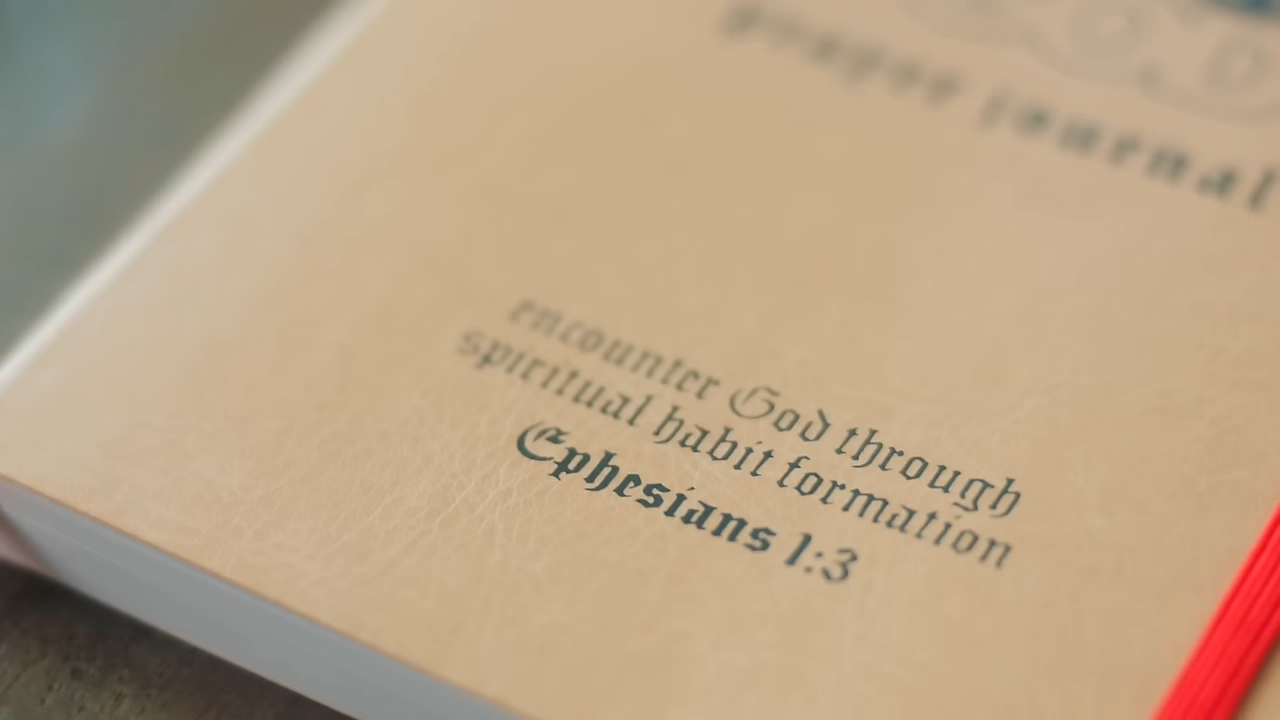 prayer journal
encounter God through
spiritual habit formation
Ephesians 1:3